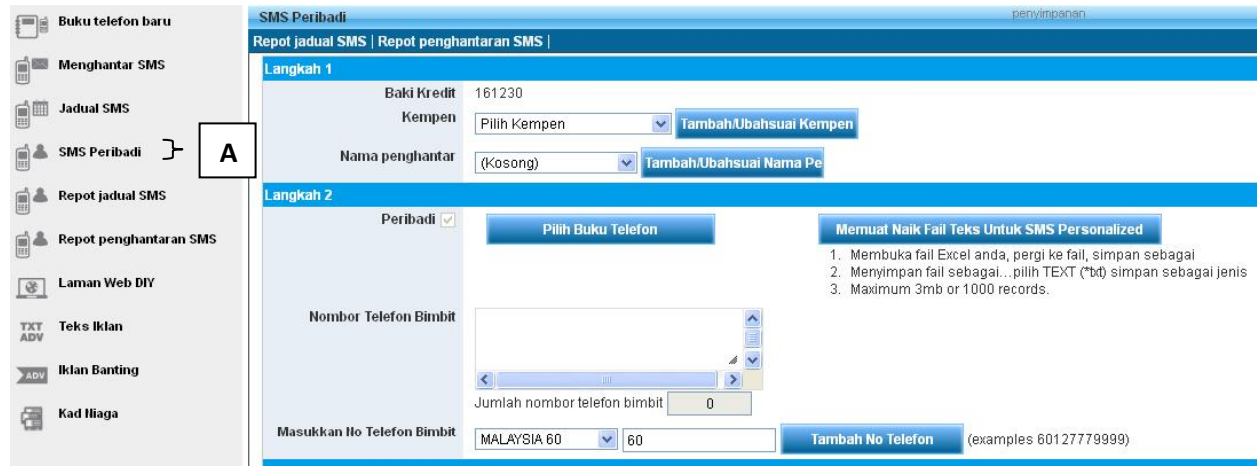 Buku telefon baru
Menghantar SMS
Jadual SMS
SMS Peribadi
A
Repot jadual SMS
Repot penghantaran SMS
Laman Web DIY
TXT
ADV
Teks Iklan
ADV
Iklan Banting
Kad Niaga
SMS Peribadi
penyimpanan
Repot jadual SMS | Repot penghantaran SMS |
Langkah 1
Baki Kredit 161230
Kempen Pilih Kempen Tambah/Ubahsuai Kempen
Nama penghantar (Kosong) Tambah/Ubahsuai Nama Pe
Langkah 2
Peribadi Pilih Buku Telefon Memuat Naik Fail Teks Untuk SMS Personalized
1. Membuka fail Excel anda, pergi ke fail, simpan sebagai
2. Menyimpan fail sebagai...pilih TEXT (*txt) simpan sebagai jenis
3. Maximum 3mb or 1000 records.
Nombor Telefon Bimbit
Jumlah nombor telefon bimbit 0
Masukkan No Telefon Bimbit MALAYSIA 60 60 Tambah No Telefon (examples 60127779999)